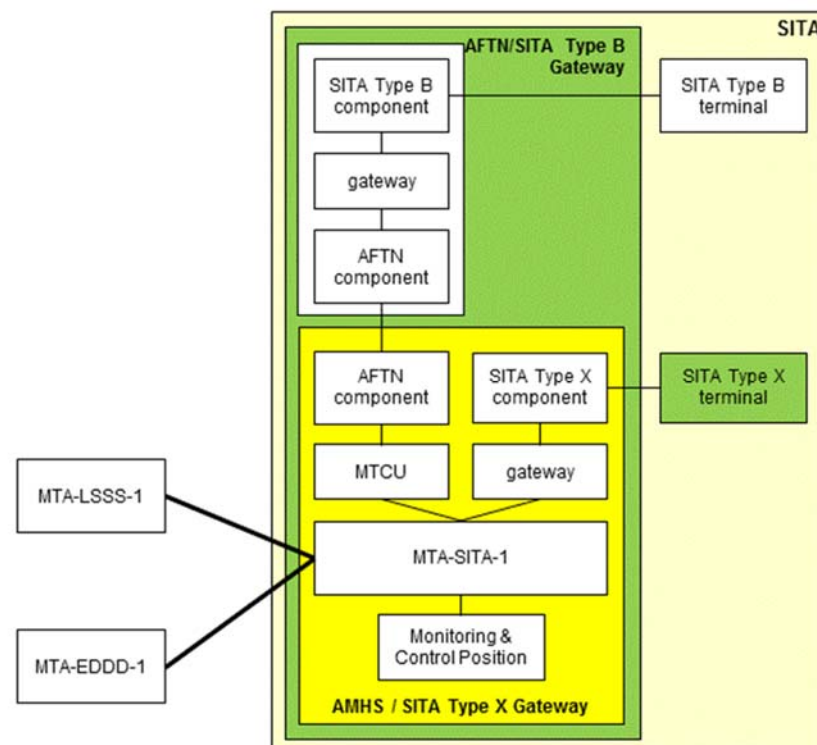 SITA
AFTN/SITA Type B
Gateway
SITA Type B
component
SITA Type B
terminal
gateway
AFTN
component
AFTN
component
SITA Type X
component
SITA Type X
terminal
MTCU
gateway
MTA-LSSS-1
MTA-SITA-1
Monitoring &
Control Position
MTA-EDDD-1
AMHS / SITA Type X Gateway